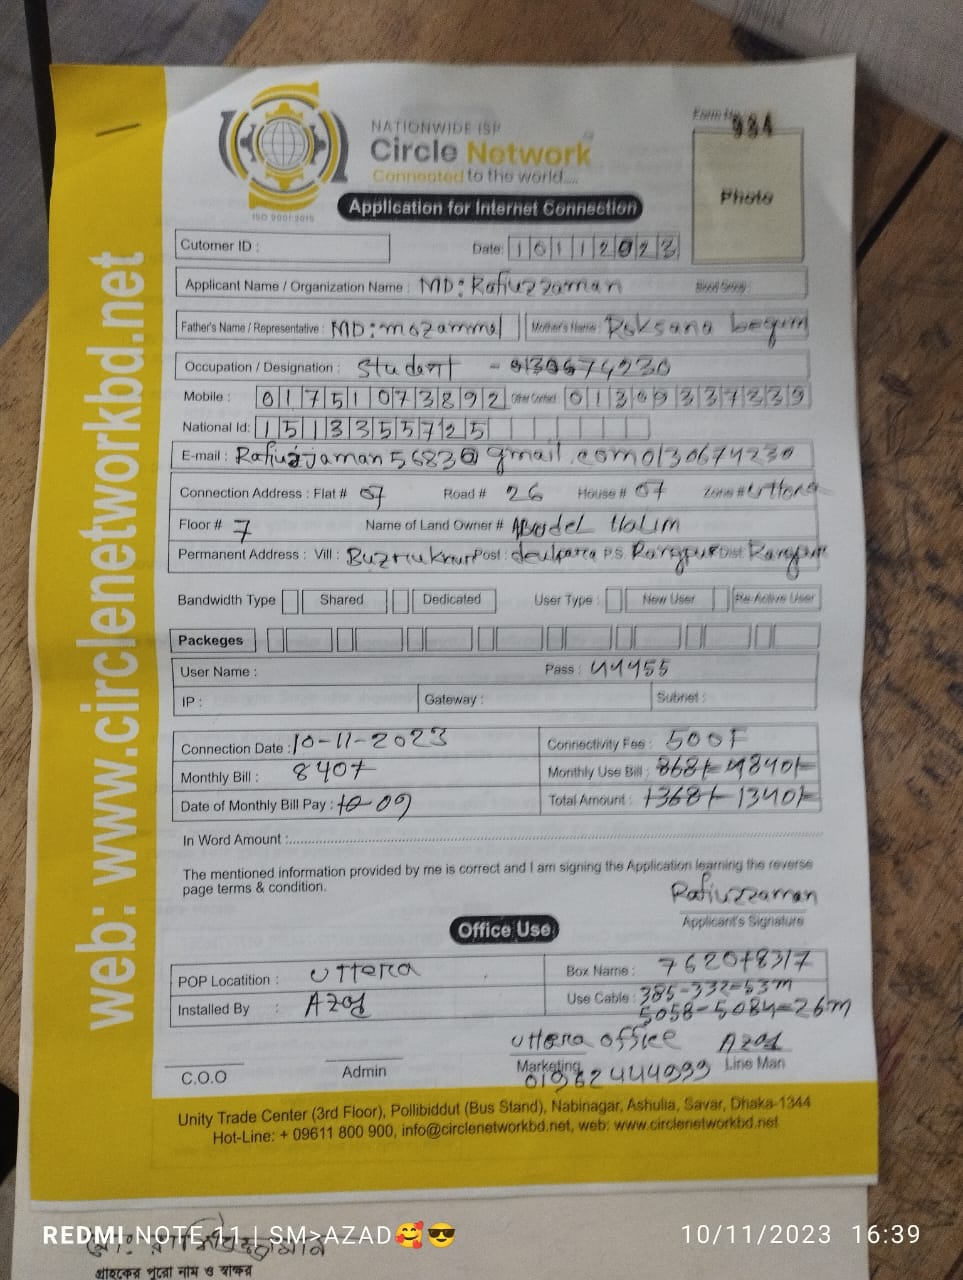 NATIONWIDE ISP
Circle Network
Connected to the world.....
ISO 9001:2015
Form No. 984
Photo
Application for Internet Connection
Cutomer ID :
Date: 10112023
Applicant Name / Organization Name : MD: Rafiuzzaman
Father's Name / Representative : MD: mozammel Mother's Name : Roksana begum
Occupation / Designation : Student -
Mobile : 01751073892 Other Contact 01309337339
National Id: 1513355725
E-mail : Rafiuzjaman5683@gmail.com 0130674230
Connection Address : Flat # 07 Road # 26 House # 07 Zone # Uttora
Floor # 7 Name of Land Owner # Abodel Halim
Permanent Address : Vill : Post : deulpara P.S. Rangpur Dist Rangpur
Bandwidth Type Shared Dedicated User Type : New User Re-Active User
Packeges
User Name : Pass : 44455
IP : Gateway : Subnet :
Connection Date : 10-11-2023 Connectivity Fee : 500/-
Monthly Bill : 840/- Monthly Use Bill : 868/- 840/-
Date of Monthly Bill Pay : 10-09 Total Amount : 1368/- 1340/-
In Word Amount :
The mentioned information provided by me is correct and I am signing the Application learning the reverse
page terms & condition.
Rafiuzzaman
Applicant's Signature
Office Use
POP Locatition : Uttera Box Name :
Installed By : Azad Use Cable : 385-332=53m
5058-5084=26m
Uttera office Azad
C.O.O Admin Marketing Line Man
01962444999
Unity Trade Center (3rd Floor), Pollibiddut (Bus Stand), Nabinagar, Ashulia, Savar, Dhaka-1344
Hot-Line: + 09611 800 900, info@circlenetworkbd.net, web: www.circlenetworkbd.net
web: www.circlenetworkbd.net
REDMI NOTE 11 | SM>AZAD🥰😎 10/11/2023 16:39
গ্রাহকের পুরো নাম ও স্বাক্ষর